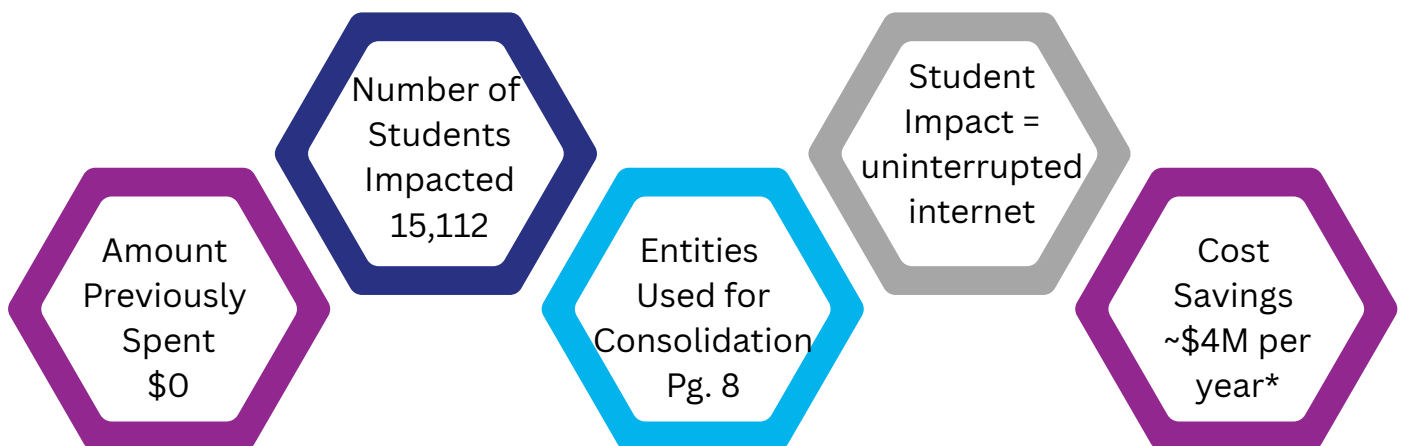 Amount
Previously
Spent
$0
Number of
Students
Impacted
15,112
Entities
Used for
Consolidation
Pg. 8
Student
Impact =
uninterrupted
internet
Cost
Savings
~$4M per
year*